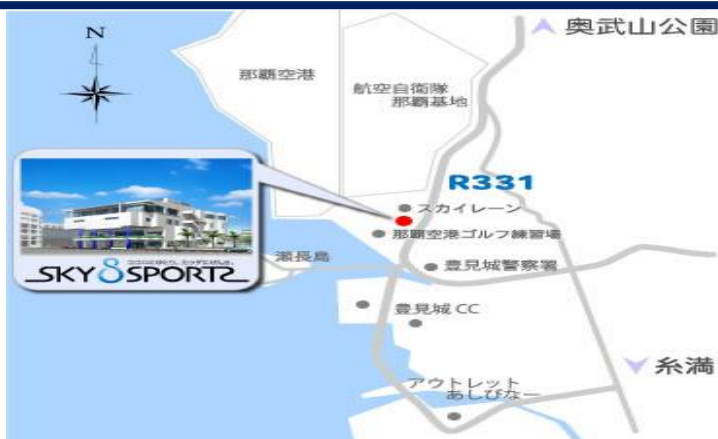 N
奥武山公園
那覇空港
航空自衛隊
那覇基地
R331
スカイレーン
那覇空港ゴルフ練習場
瀬長島
豊見城警察署
SKY8SPORTS
豊見城CC
糸満
アウトレット
あしびなー